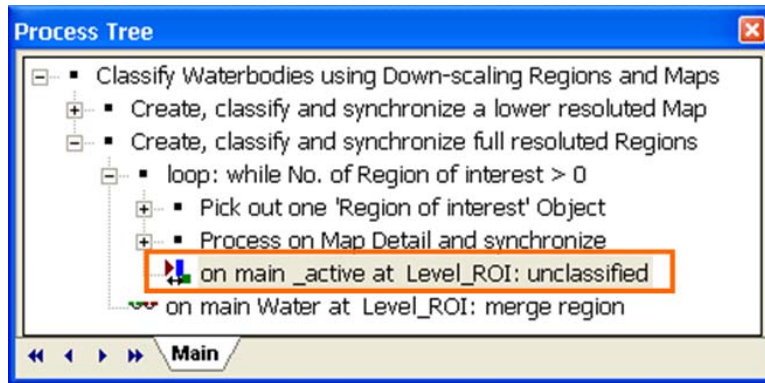 Process Tree
Classify Waterbodies using Down-scaling Regions and Maps
Create, classify and synchronize a lower resoluted Map
Create, classify and synchronize full resoluted Regions
loop: while No. of Region of interest > 0
Pick out one 'Region of interest' Object
Process on Map Detail and synchronize
on main _active at Level_ROI: unclassified
on main Water at Level_ROI: merge region
Main